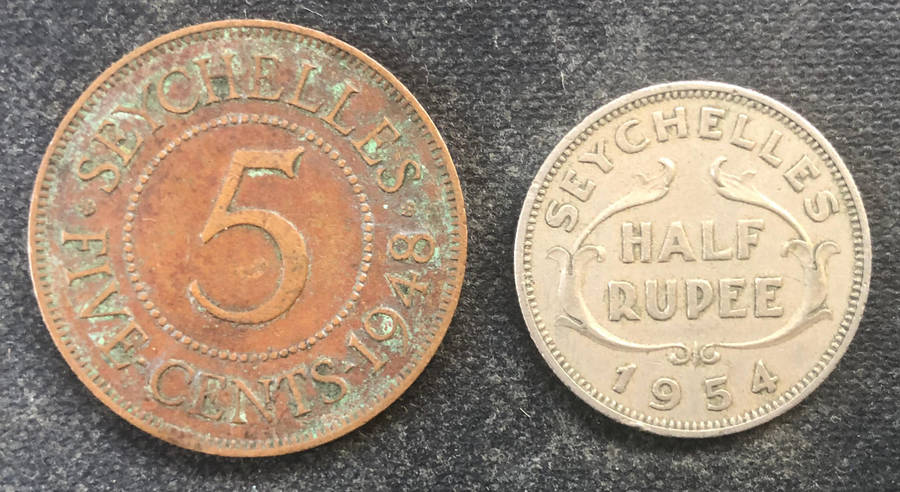 SEYCHELLES
5
FIVE·CENTS·1948
SEYCHELLES
HALF
RUPEE
1954